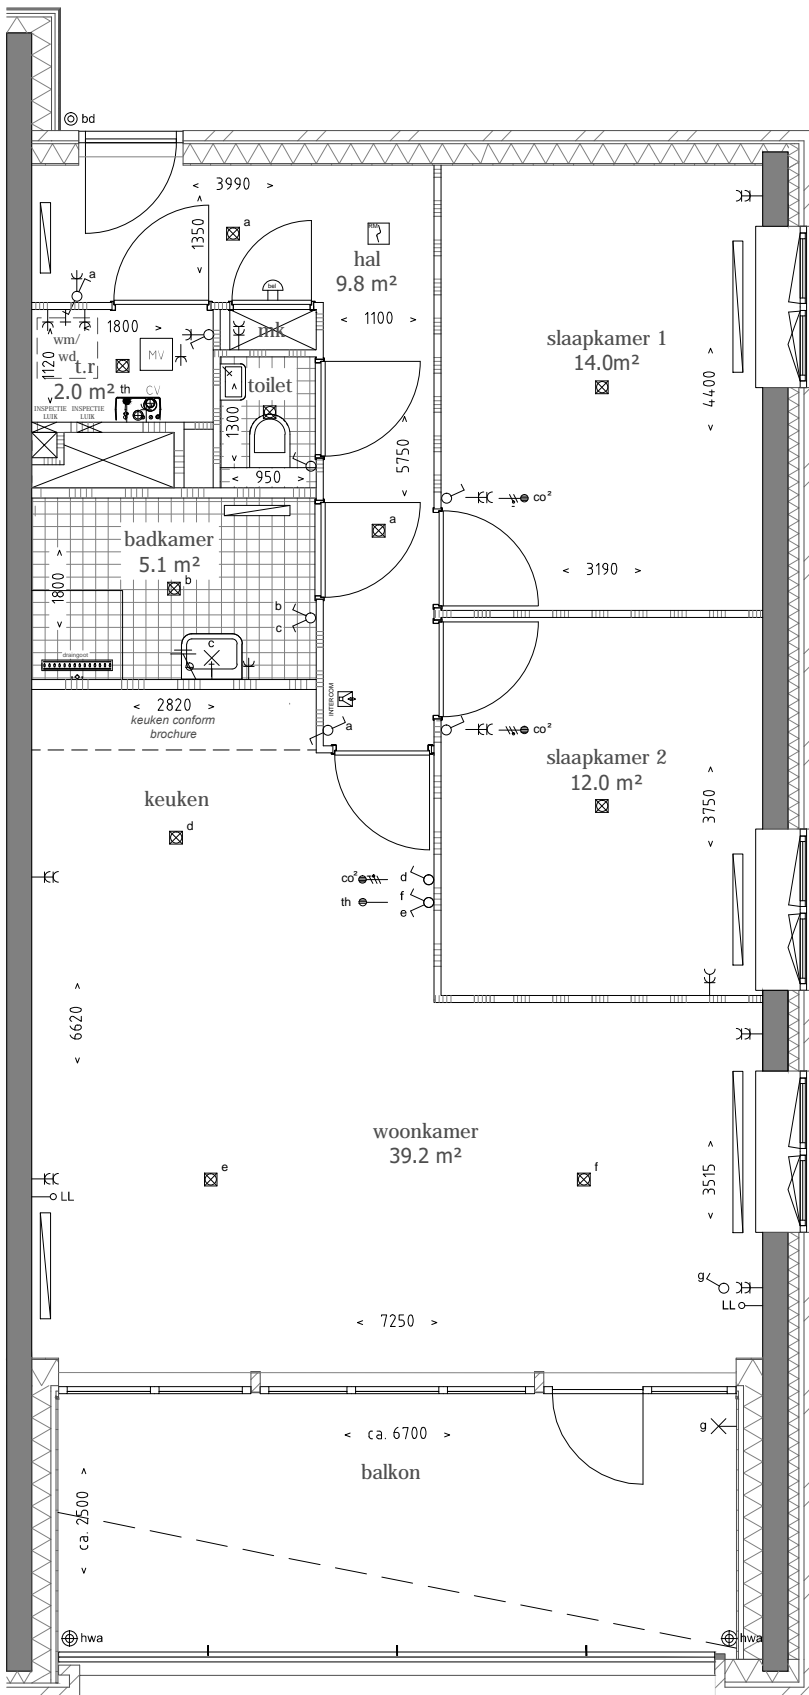 bd
< 3990 >
< 1350 >
a
RM
hal
9.8 m²
bel
a
< 1800 >
mk
< 1100 >
wm/
wd
t.r
2.0 m²
< 1120 >
MV
th
CV
INSPECTIE
LUIK
INSPECTIE
LUIK
toilet
< 1300 >
< 950 >
slaapkamer 1
14.0m²
< 4400 >
< 5750 >
co²
a
badkamer
5.1 m²
b
< 1800 >
b
c
c
draingoot
< 3190 >
< 2820 >
keuken conform
brochure
INTERCOM
a
co²
slaapkamer 2
12.0 m²
< 3750 >
keuken
d
co²
d
th
f
e
< 6620 >
woonkamer
39.2 m²
e
f
< 3515 >
LL
g
LL
< 7250 >
< ca. 6700 >
g
balkon
< ca. 2500 >
hwa
hwa